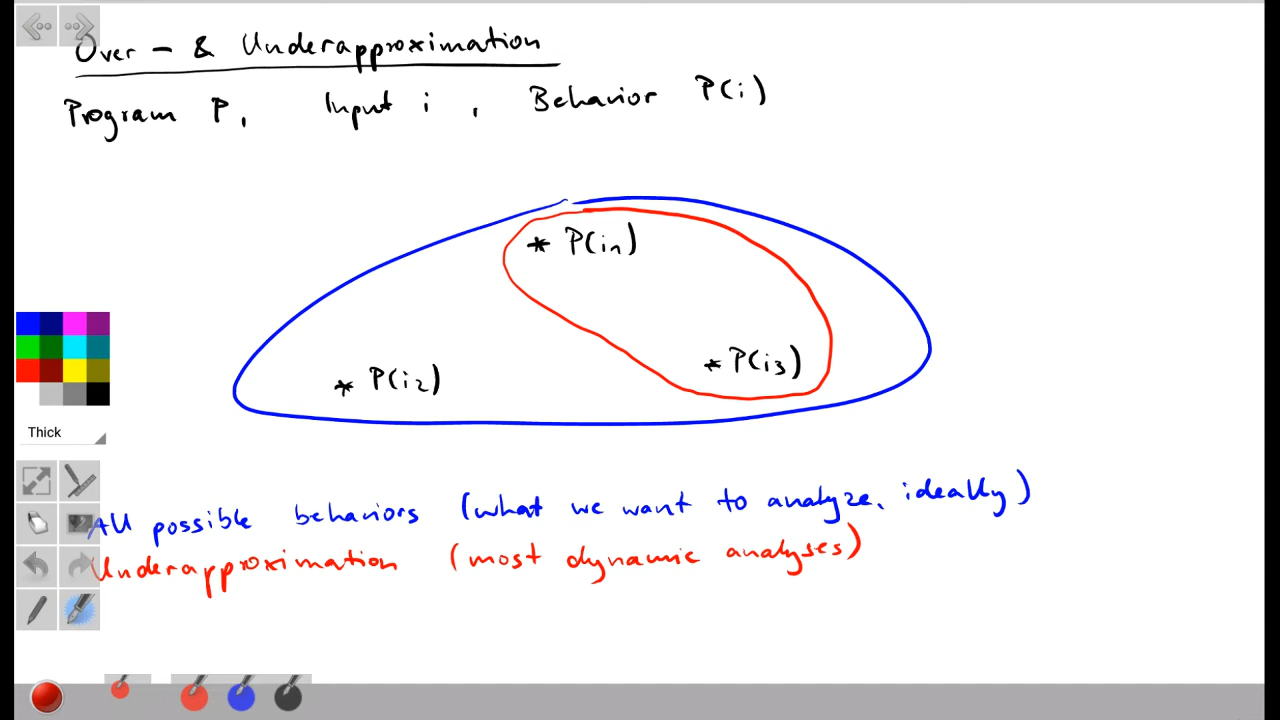 Over - & Underapproximation
Program P, Input i, Behavior P(i)
* P(i1)
* P(i3)
* P(i2)
Thick
All possible behaviors (what we want to analyze, ideally)
Underapproximation (most dynamic analyses)